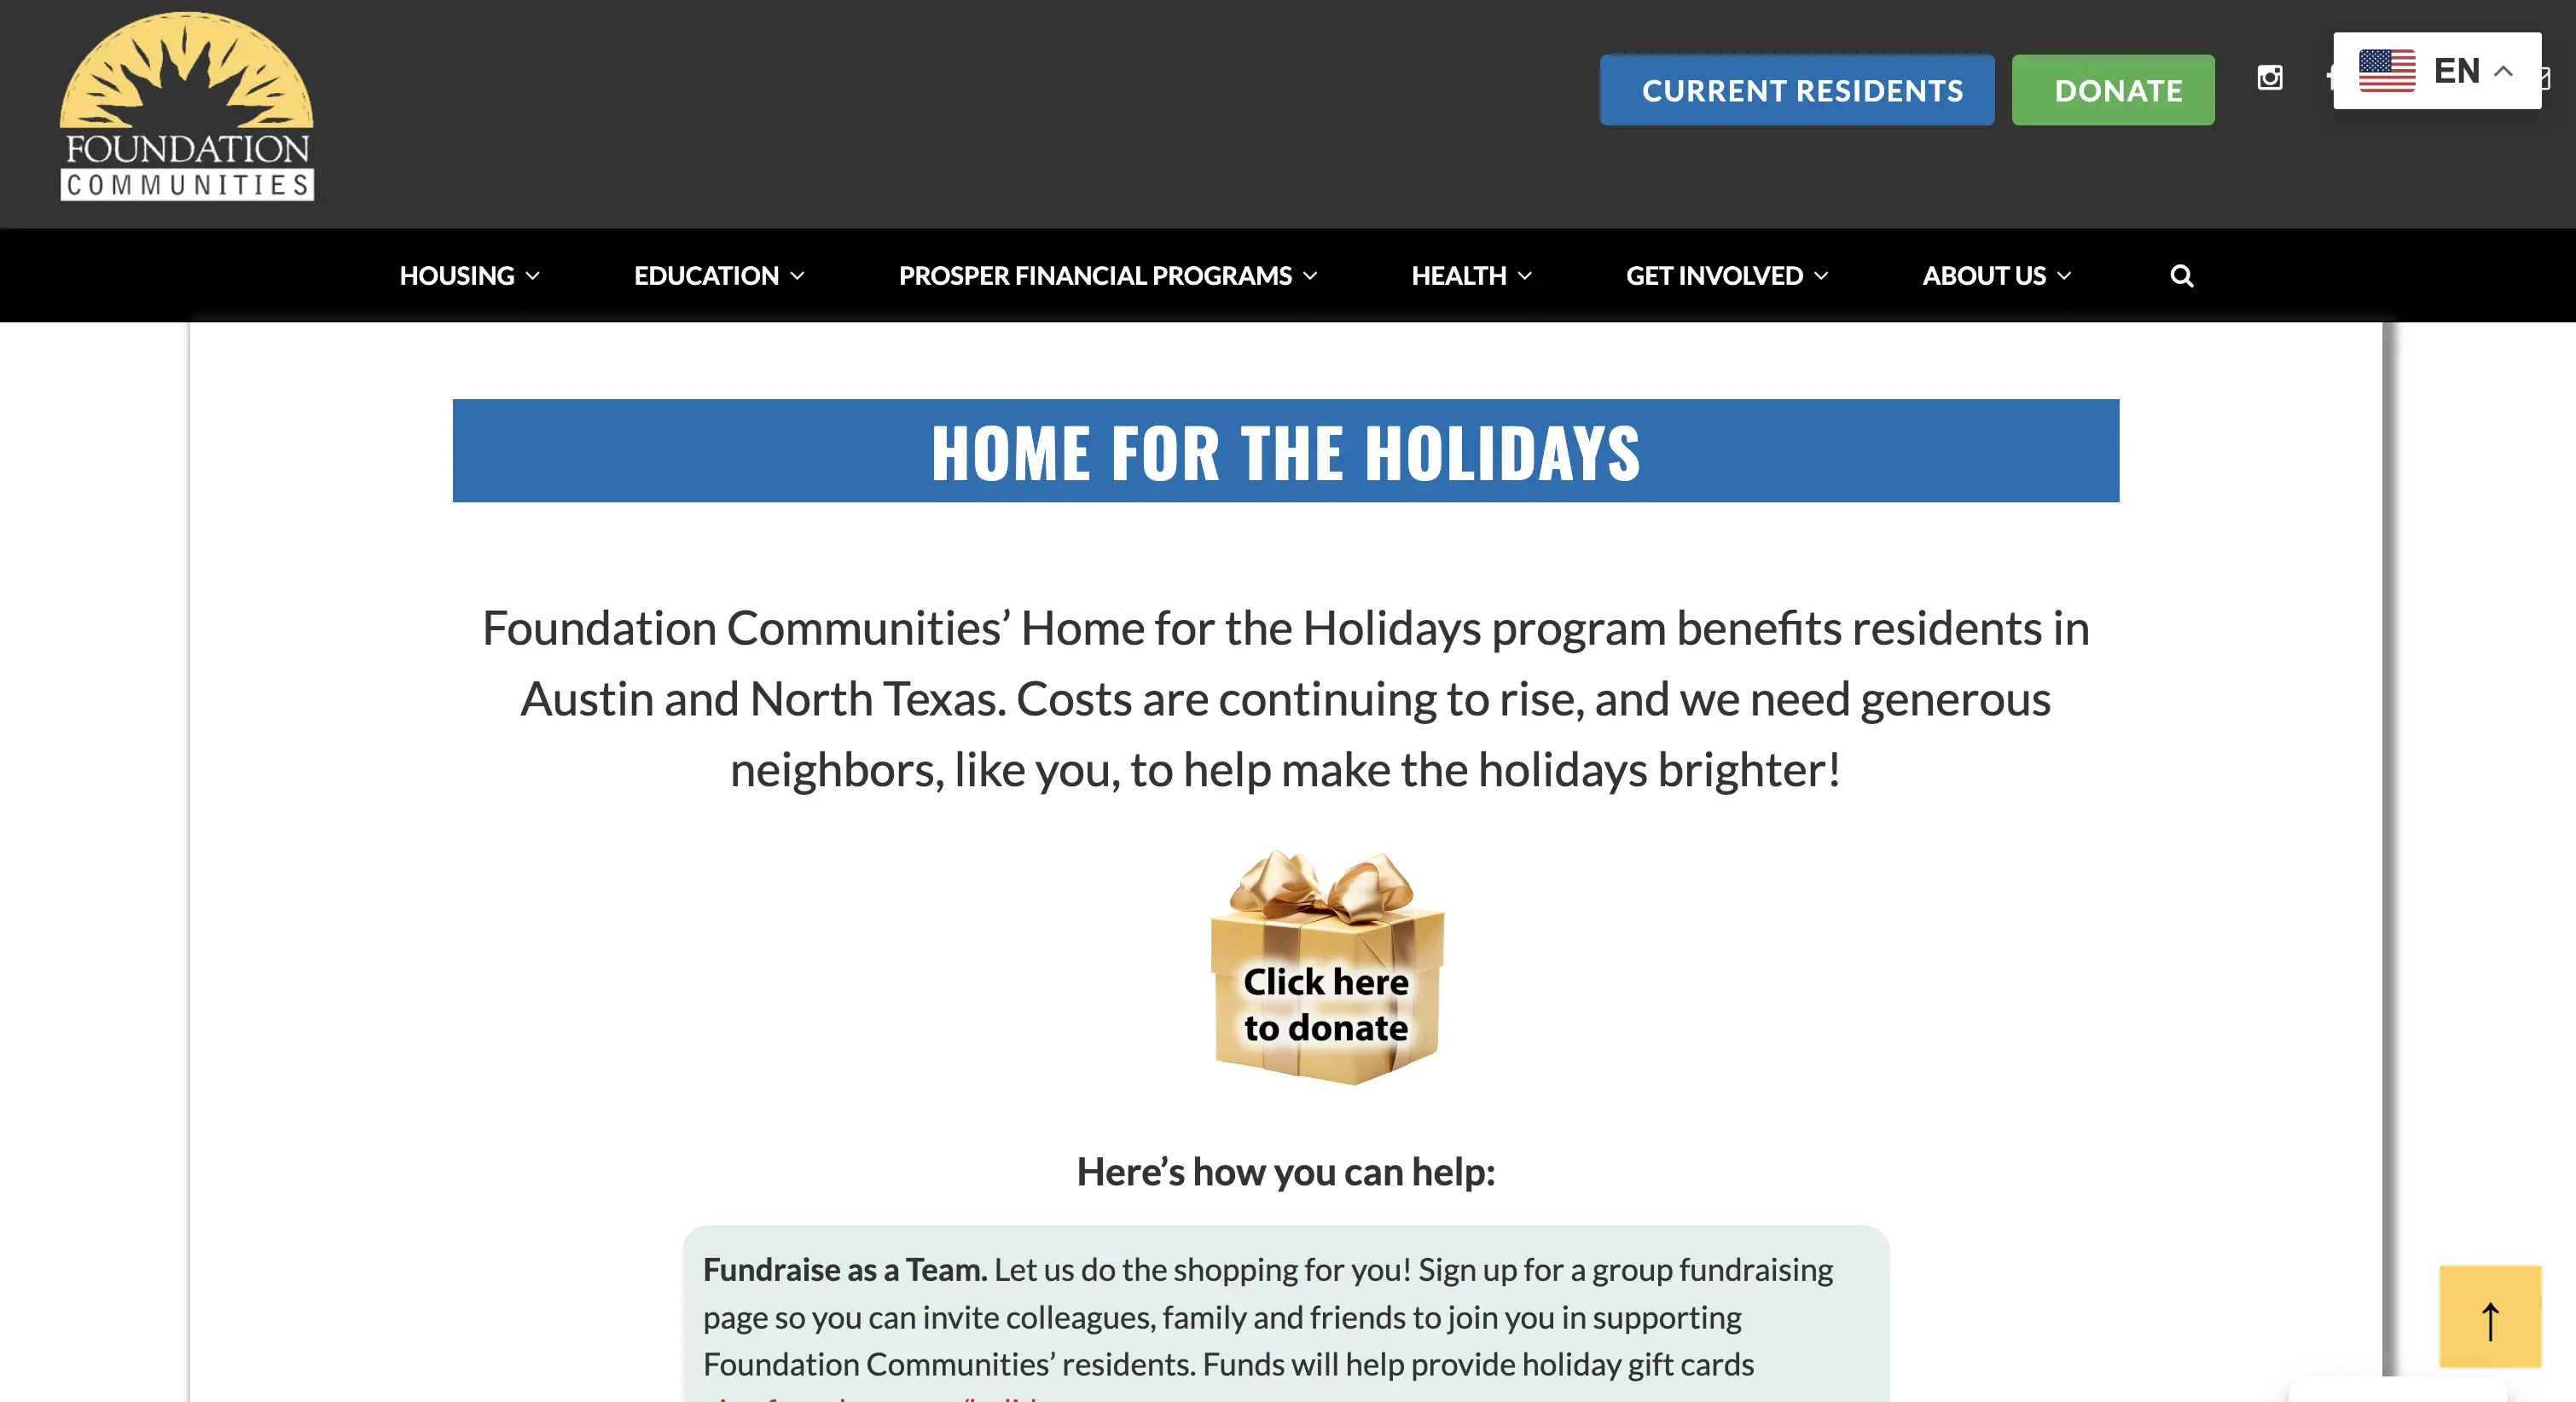 FOUNDATION
COMMUNITIES
CURRENT RESIDENTS
DONATE
EN
HOUSING
EDUCATION
PROSPER FINANCIAL PROGRAMS
HEALTH
GET INVOLVED
ABOUT US
HOME FOR THE HOLIDAYS
Foundation Communities’ Home for the Holidays program benefits residents in
Austin and North Texas. Costs are continuing to rise, and we need generous
neighbors, like you, to help make the holidays brighter!
Click here
to donate
Here’s how you can help:
Fundraise as a Team. Let us do the shopping for you! Sign up for a group fundraising
page so you can invite colleagues, family and friends to join you in supporting
Foundation Communities’ residents. Funds will help provide holiday gift cards